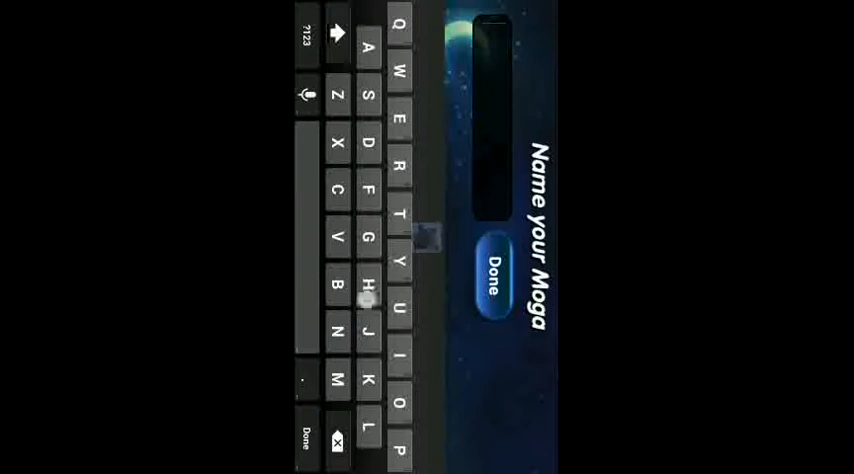 Name your Moga
Done
Q W E R T Y U I O P
A S D F G H J K L
Z X C V B N M
?123 . Done